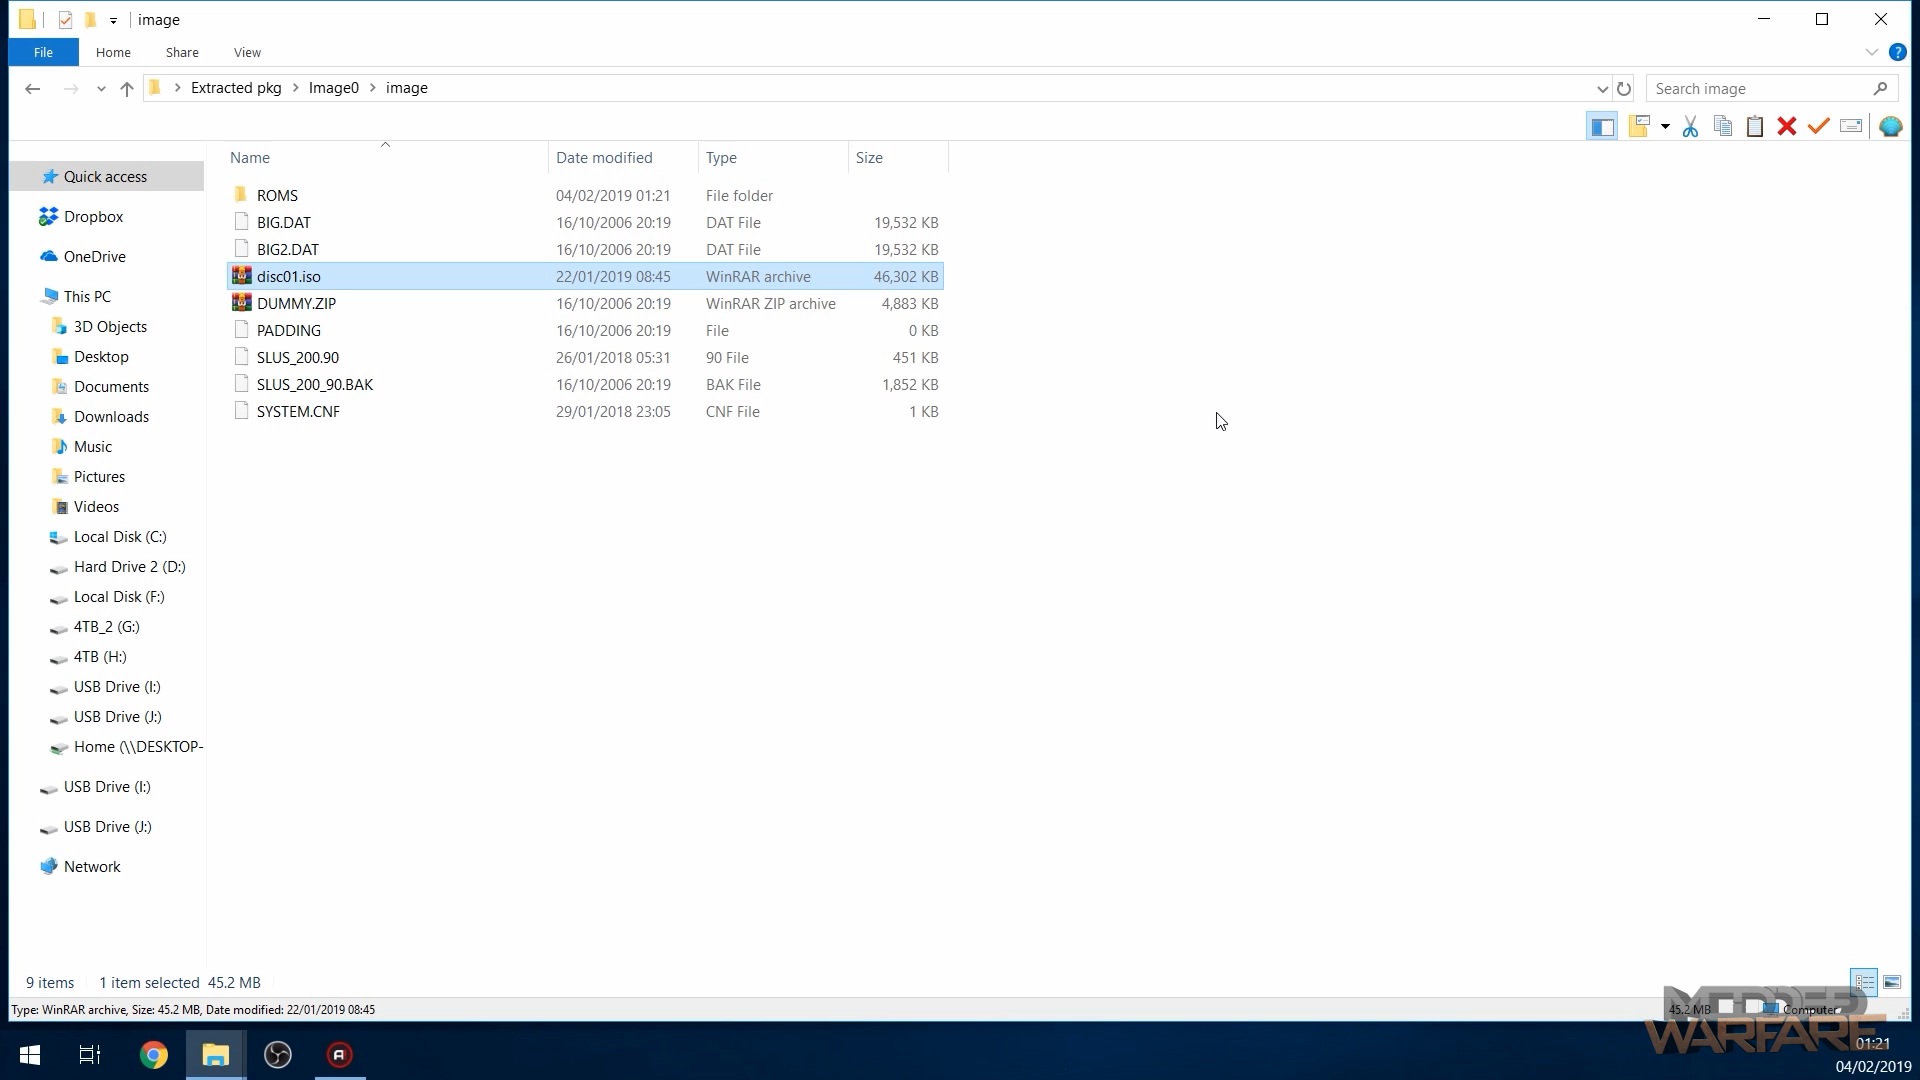 image
File Home Share View
Extracted pkg Image0 image
Search image
Name Date modified Type Size
ROMS 04/02/2019 01:21 File folder
BIG.DAT 16/10/2006 20:19 DAT File 19,532 KB
BIG2.DAT 16/10/2006 20:19 DAT File 19,532 KB
disc01.iso 22/01/2019 08:45 WinRAR archive 46,302 KB
DUMMY.ZIP 16/10/2006 20:19 WinRAR ZIP archive 4,883 KB
PADDING 16/10/2006 20:19 File 0 KB
SLUS_200.90 26/01/2018 05:31 90 File 451 KB
SLUS_200_90.BAK 16/10/2006 20:19 BAK File 1,852 KB
SYSTEM.CNF 29/01/2018 23:05 CNF File 1 KB
Quick access
Dropbox
OneDrive
This PC
3D Objects
Desktop
Documents
Downloads
Music
Pictures
Videos
Local Disk (C:)
Hard Drive 2 (D:)
Local Disk (F:)
4TB_2 (G:)
4TB (H:)
USB Drive (I:)
USB Drive (J:)
Home (\\DESKTOP-
USB Drive (I:)
USB Drive (J:)
Network
9 items 1 item selected 45.2 MB
Type: WinRAR archive, Size: 45.2 MB, Date modified: 22/01/2019 08:45
45.2 MB Computer
MODDED
WARFARE
01:21
04/02/2019